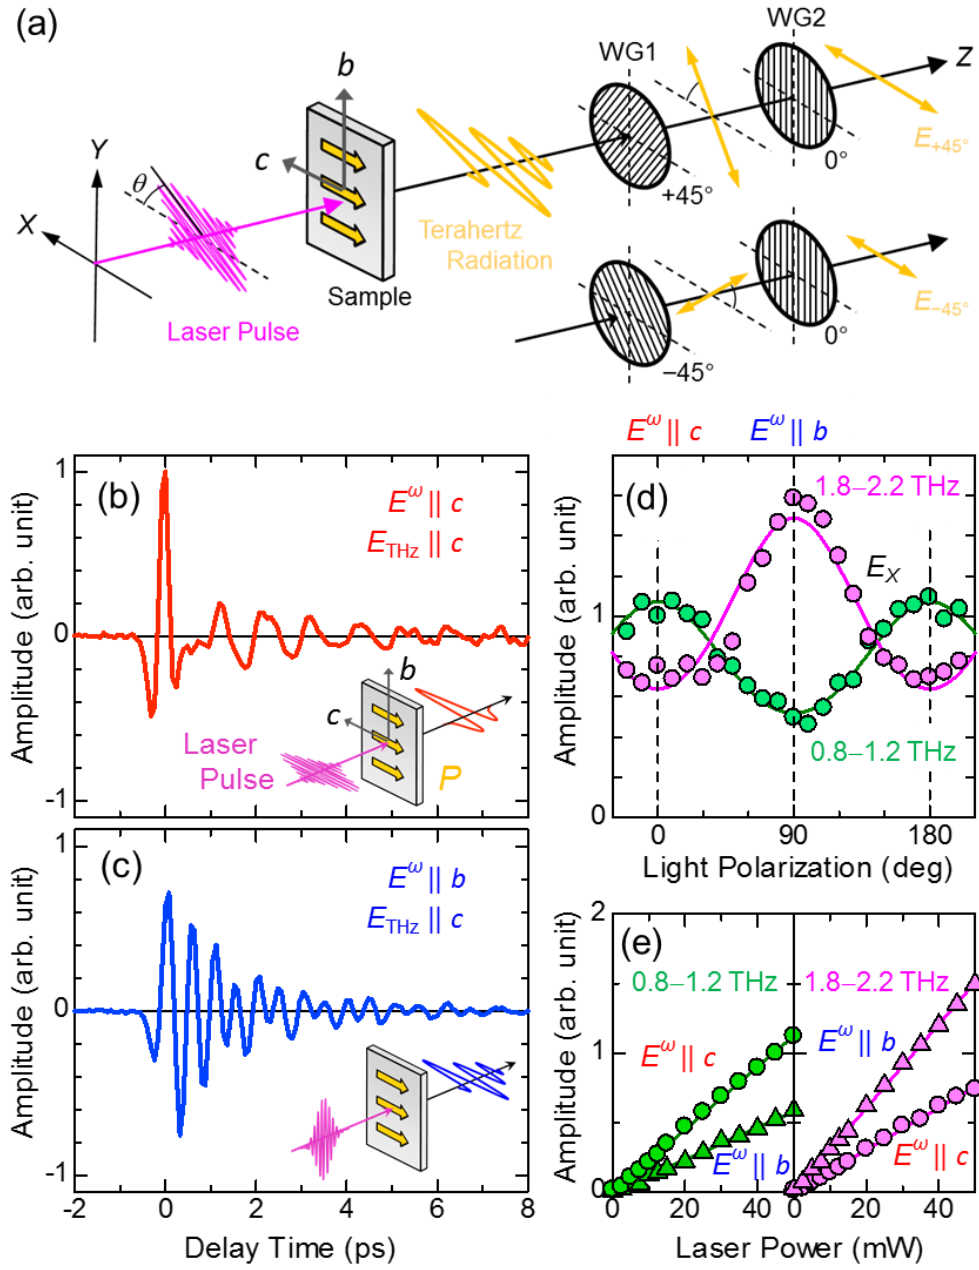 (a)
WG1
WG2
b
Z
Y
θ
c
X
E+45°
0°
+45°
Terahertz
Radiation
Sample
Laser Pulse
E−45°
0°
−45°
(b)
Eω || c
ETHz || c
Amplitude (arb. unit)
1
0
-1
b
c
Laser
Pulse
P
(c)
Eω || b
ETHz || c
Amplitude (arb. unit)
1
0
-1
-2 0 2 4 6 8
Delay Time (ps)
Eω || c
Eω || b
(d)
1.8–2.2 THz
EX
0.8–1.2 THz
Amplitude (arb. unit)
1
0
0 90 180
Light Polarization (deg)
(e)
0.8–1.2 THz
1.8–2.2 THz
Eω || c
Eω || b
Eω || b
Eω || c
Amplitude (arb. unit)
2
1
0
0 20 40 0 20 40
Laser Power (mW)